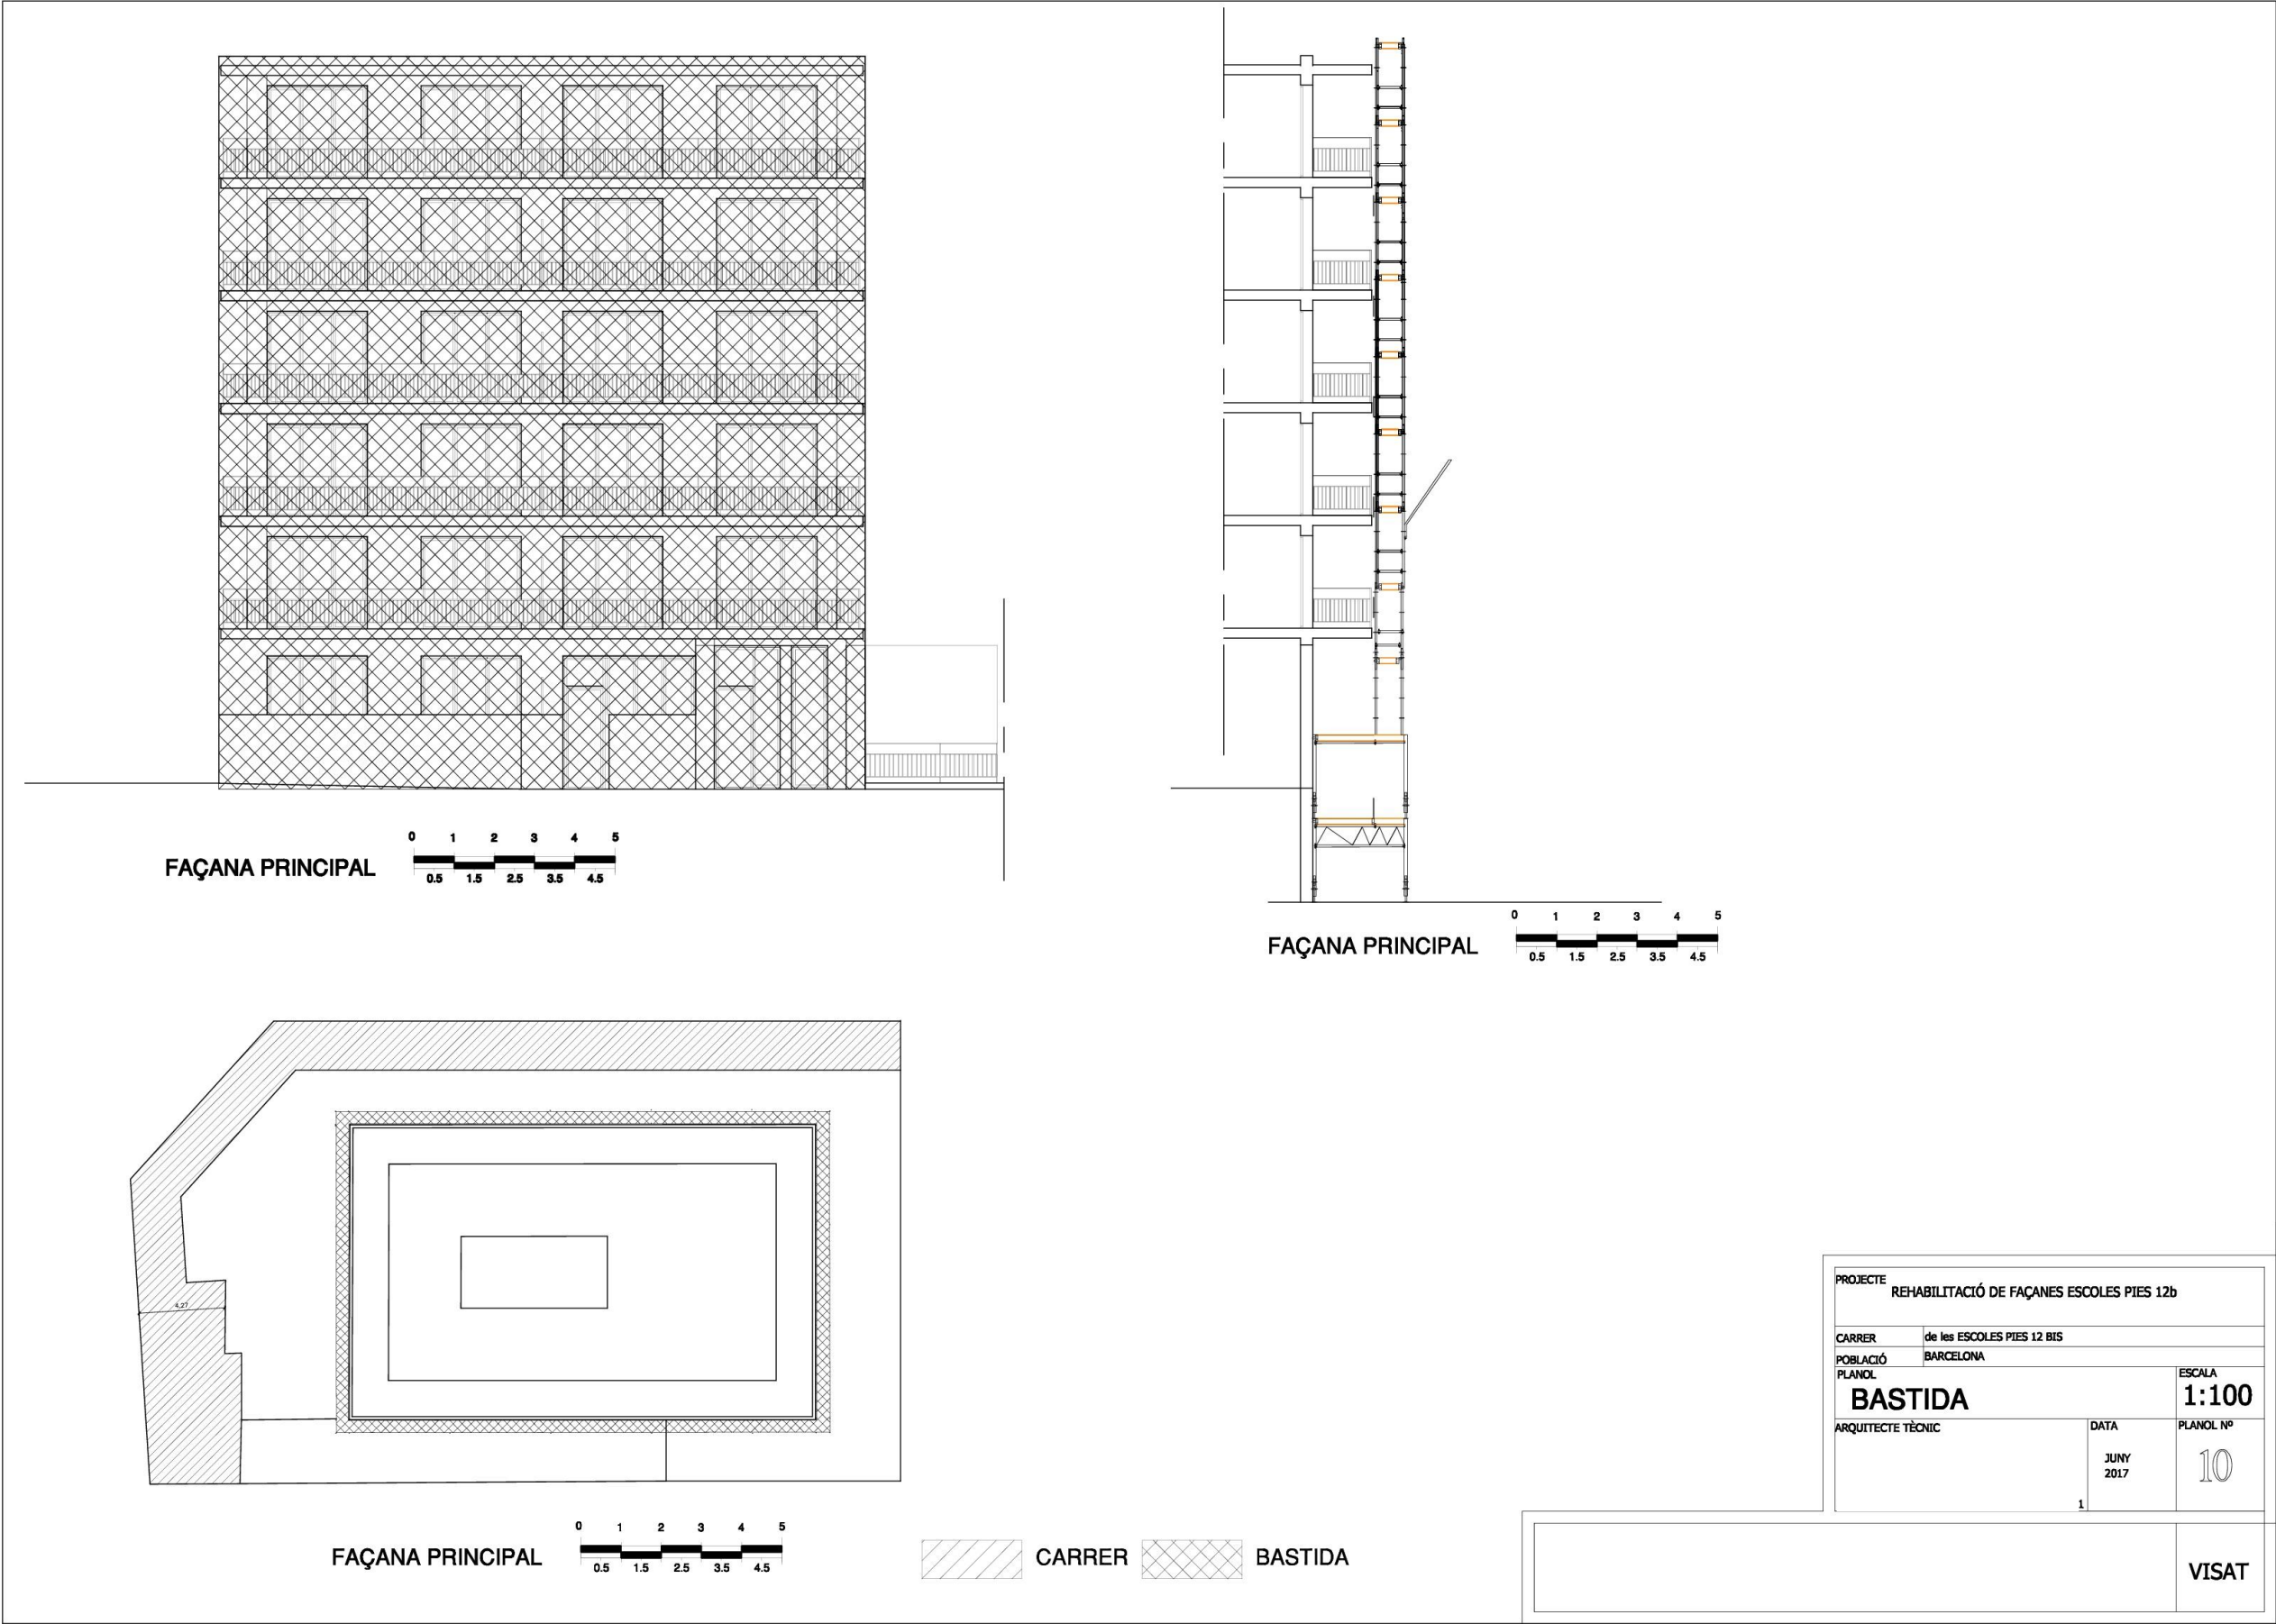 0 1 2 3 4 5
FAÇANA PRINCIPAL
0.5 1.5 2.5 3.5 4.5
0 1 2 3 4 5
FAÇANA PRINCIPAL
0.5 1.5 2.5 3.5 4.5
4,27
0 1 2 3 4 5
FAÇANA PRINCIPAL
0.5 1.5 2.5 3.5 4.5
CARRER
BASTIDA
PROJECTE
REHABILITACIÓ DE FAÇANES ESCOLES PIES 12b
CARRER de les ESCOLES PIES 12 BIS
POBLACIÓ BARCELONA
PLANOL
BASTIDA
ESCALA
1:100
ARQUITECTE TÈCNIC
1
DATA
JUNY
2017
PLANOL Nº
10
VISAT